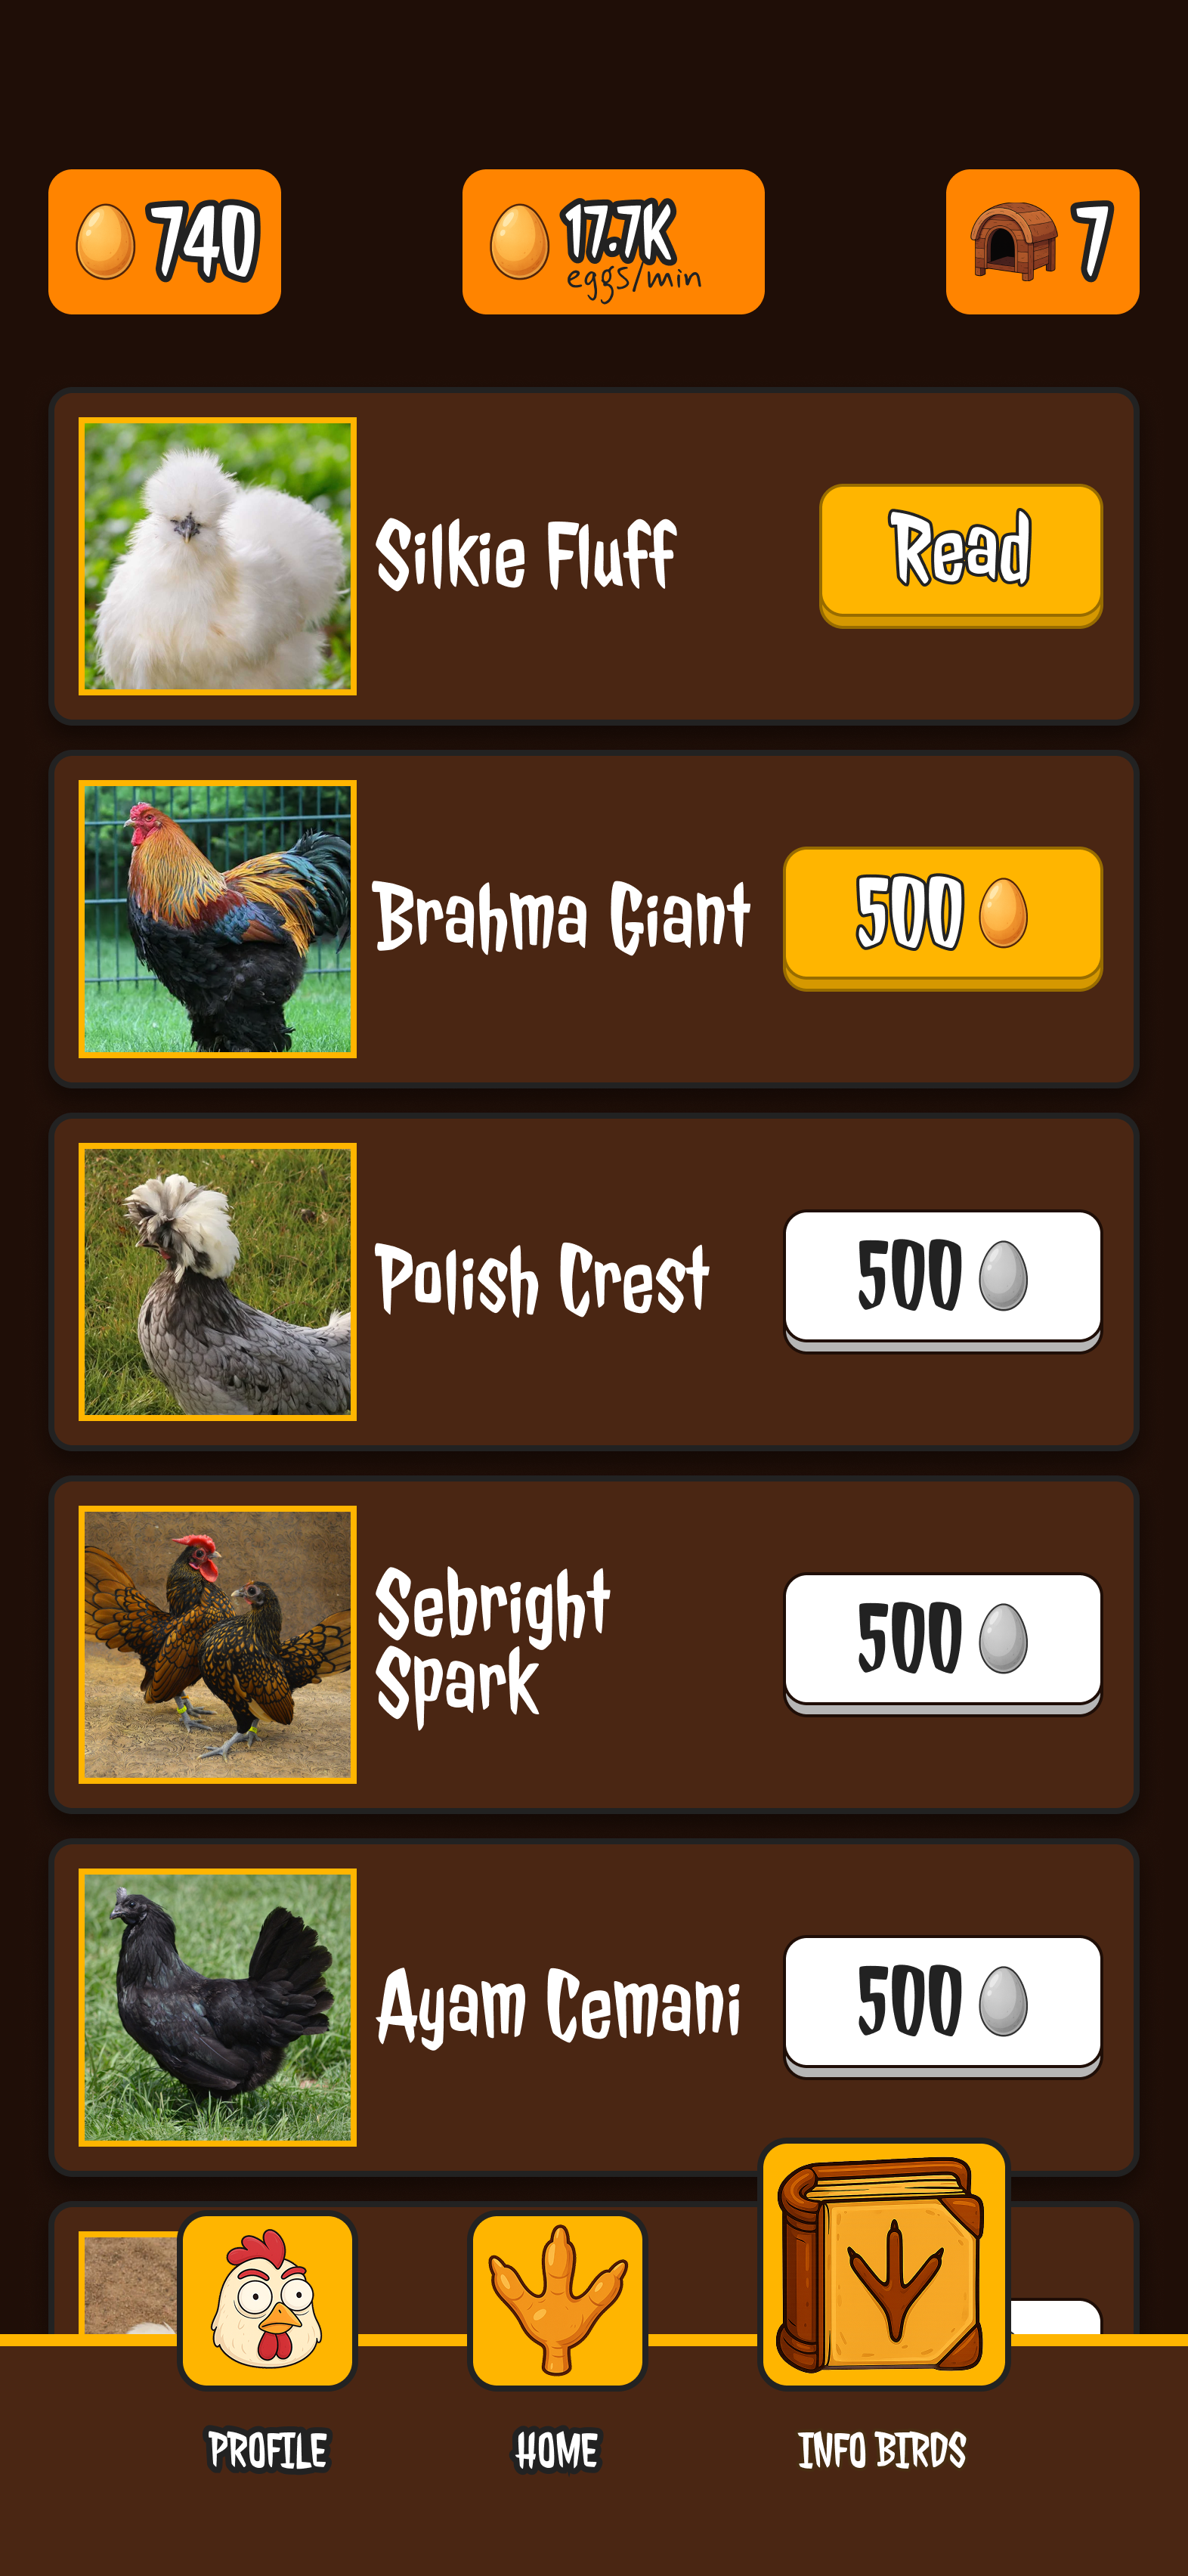 740
17.7K
eggs/min
7
Silkie Fluff
Read
Brahma Giant
500
Polish Crest
500
Sebright
Spark
500
Ayam Cemani
500
PROFILE
HOME
INFO BIRDS